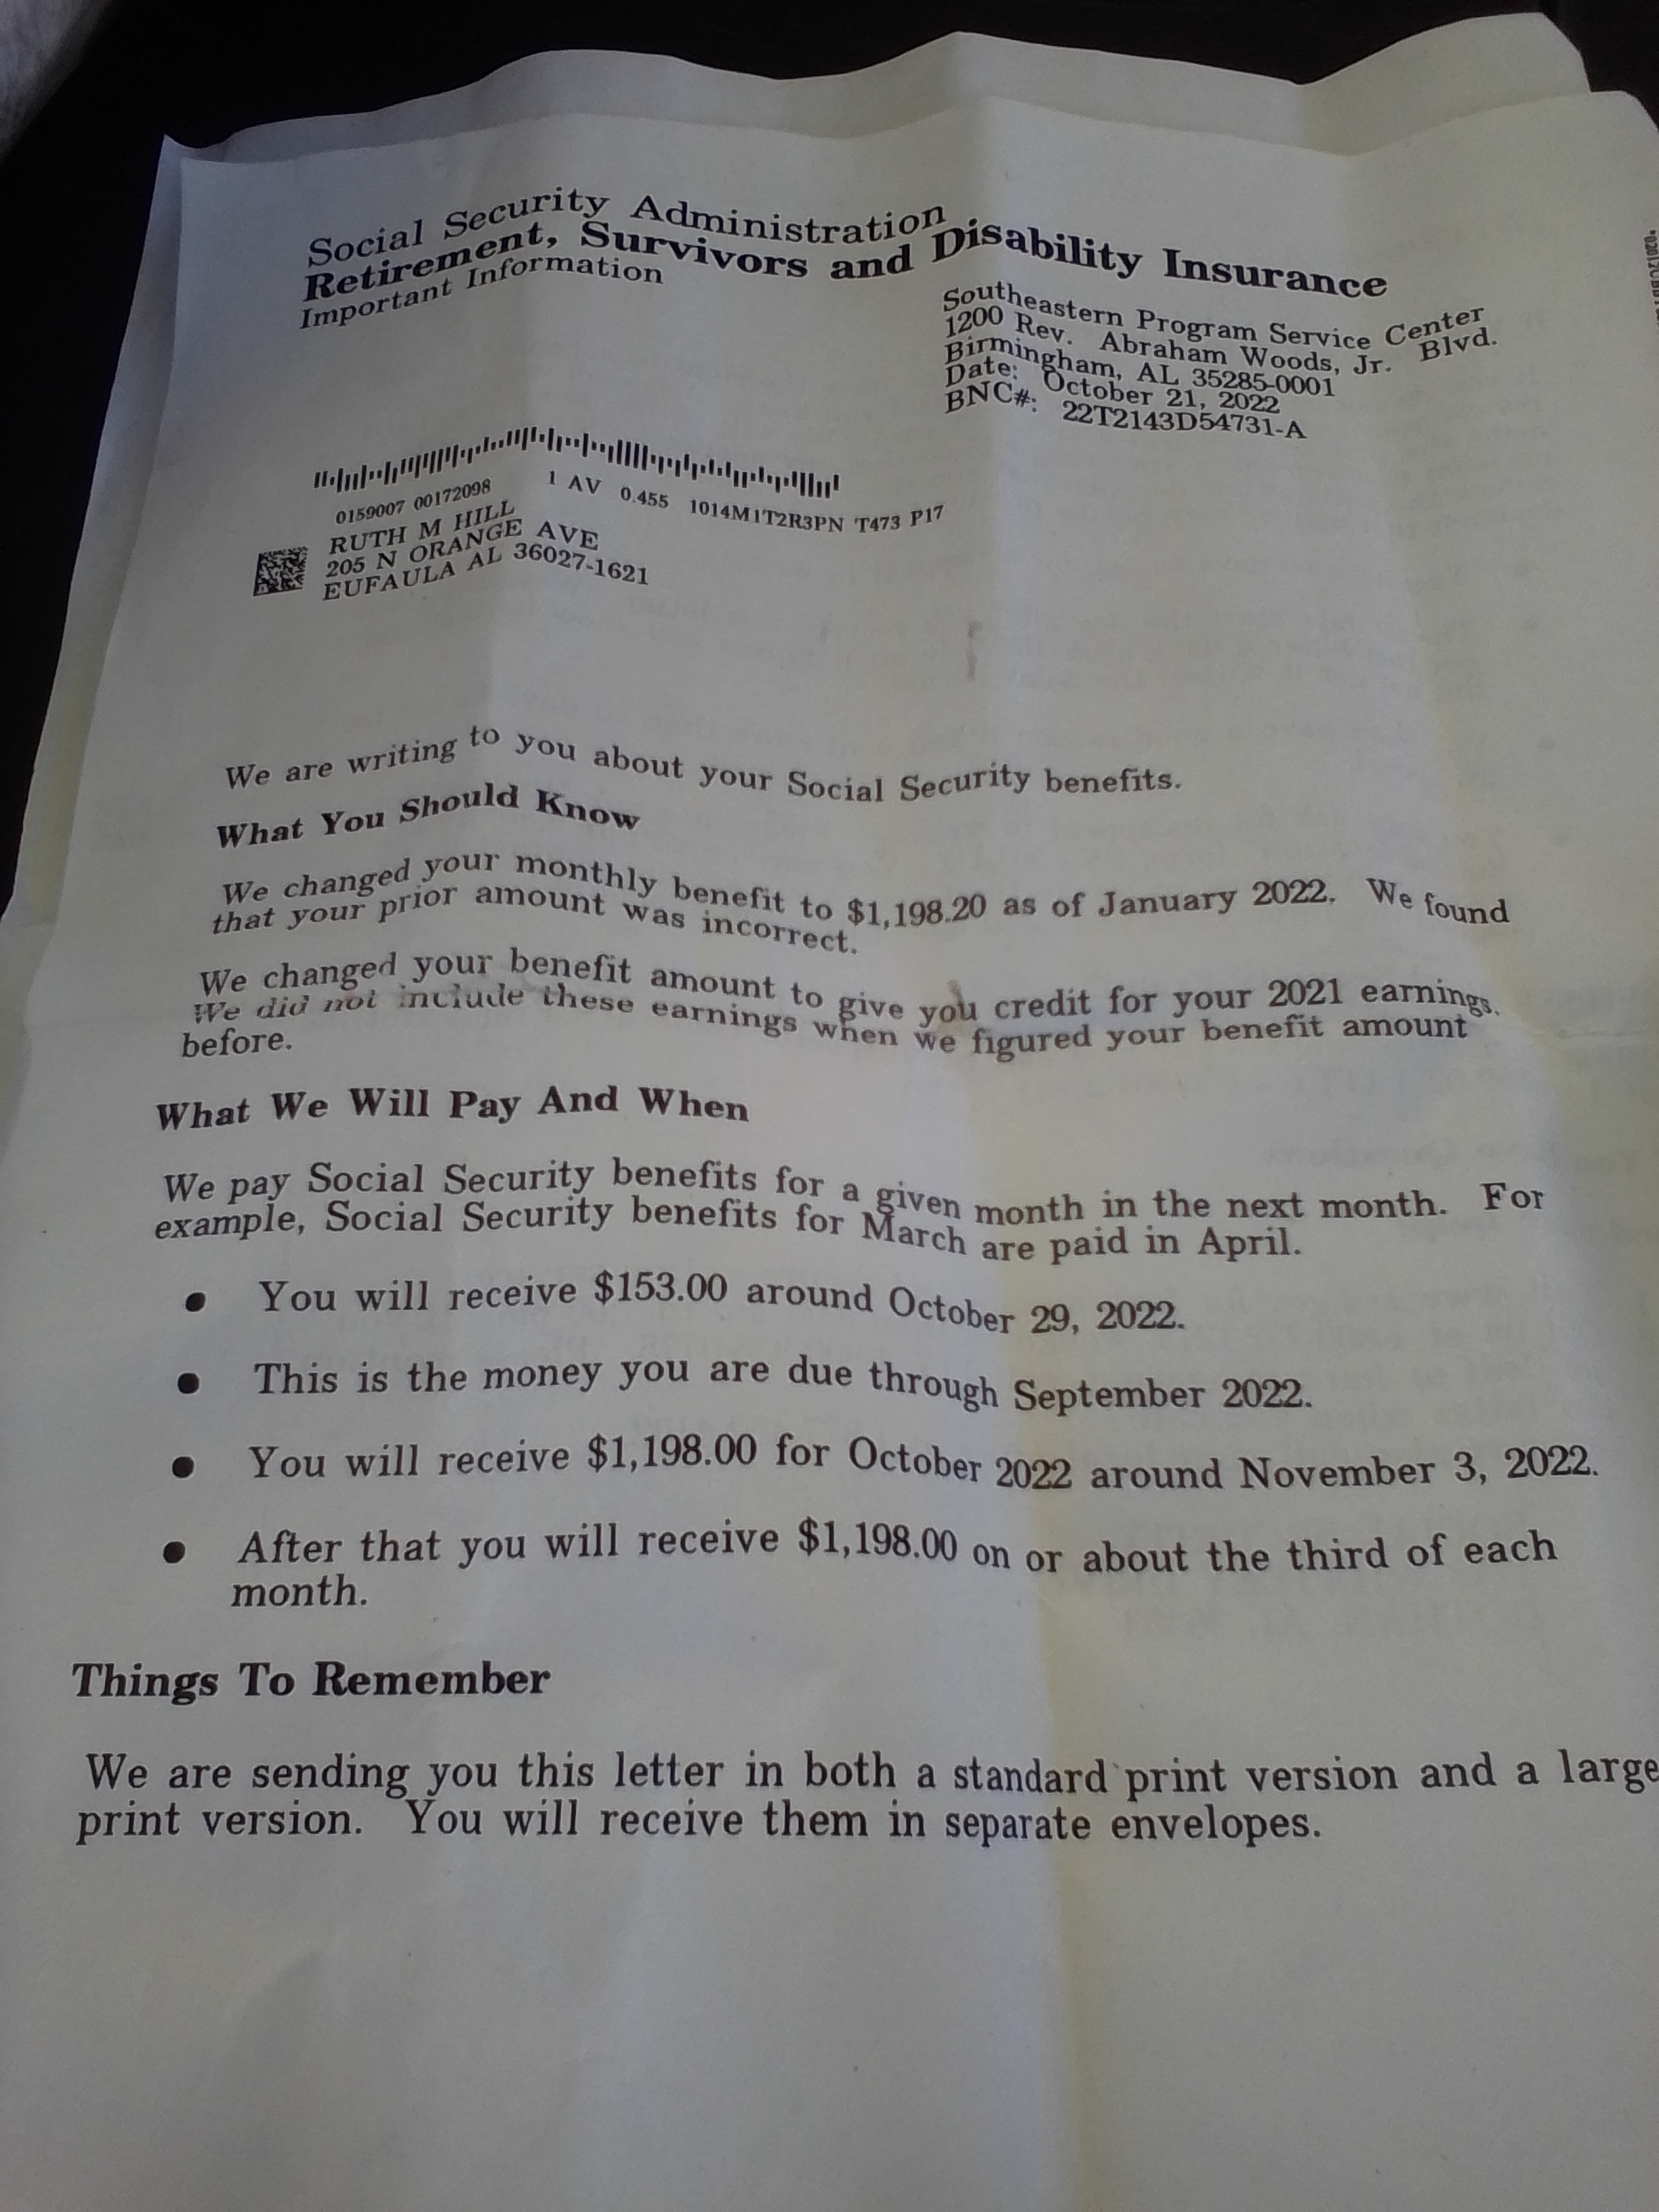 Social Security Administration
Retirement, Survivors and Disability Insurance
Important Information
Southeastern Program Service Center
1200 Rev. Abraham Woods, Jr. Blvd.
Birmingham, AL 35285-0001
Date: October 21, 2022
BNC#: 22T2143D54731-A
0159007 00172098 1 AV 0.455 1014M1T2R3PN T473 P17
RUTH M HILL
205 N ORANGE AVE
EUFAULA AL 36027-1621
We are writing to you about your Social Security benefits.
What You Should Know
We changed your monthly benefit to $1,198.20 as of January 2022. We found
that your prior amount was incorrect.
We changed your benefit amount to give you credit for your 2021 earnings.
We did not include these earnings when we figured your benefit amount
before.
What We Will Pay And When
We pay Social Security benefits for a given month in the next month. For
example, Social Security benefits for March are paid in April.
● You will receive $153.00 around October 29, 2022.
● This is the money you are due through September 2022.
● You will receive $1,198.00 for October 2022 around November 3, 2022.
● After that you will receive $1,198.00 on or about the third of each
month.
Things To Remember
We are sending you this letter in both a standard print version and a large
print version. You will receive them in separate envelopes.